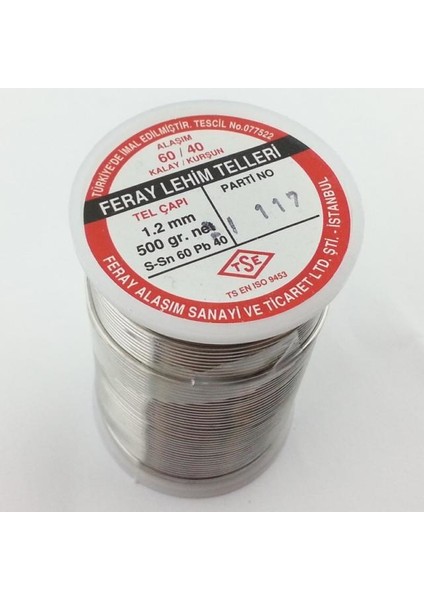 TÜRKİYE'DE İMAL EDİLMİŞTİR. TESCİL No.077522
ALAŞIM
60 / 40
KALAY / KURŞUN
FERAY LEHİM TELLERİ
TEL ÇAPI
1.2 mm
500 gr. net
S-Sn 60 Pb 40
PARTİ NO
117
TSE
TS EN ISO 9453
FERAY ALAŞIM SANAYİ VE TİCARET LTD. ŞTİ. - İSTANBUL